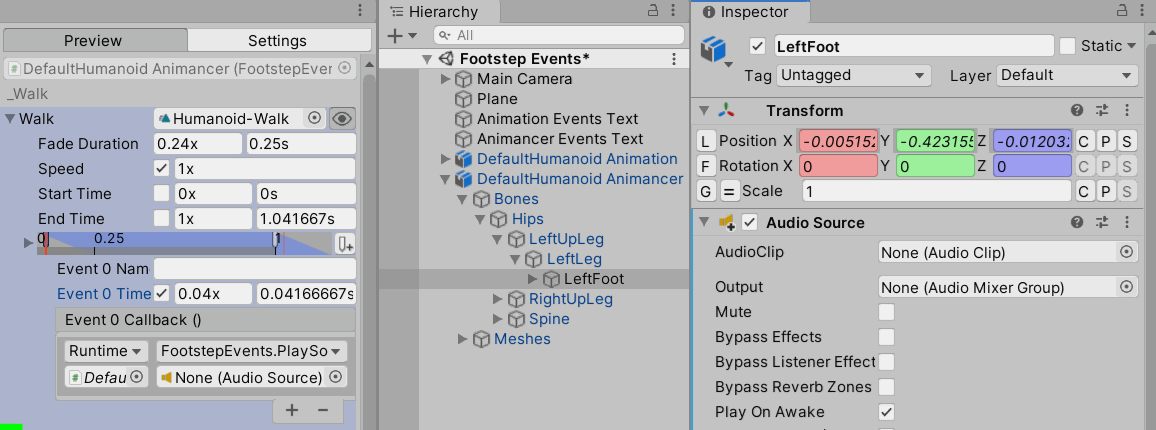 Preview
Settings
DefaultHumanoid Animancer (FootstepEver
_Walk
Walk
Humanoid-Walk
Fade Duration
0.24x
0.25s
Speed
1x
Start Time
0x
0s
End Time
1x
1.041667s
0
0.25
1
Event 0 Nam
Event 0 Time
0.04x
0.04166667s
Event 0 Callback ()
Runtime
FootstepEvents.PlaySo
Defau
None (Audio Source)
Hierarchy
All
Footstep Events*
Main Camera
Plane
Animation Events Text
Animancer Events Text
DefaultHumanoid Animation
DefaultHumanoid Animancer
Bones
Hips
LeftUpLeg
LeftLeg
LeftFoot
RightUpLeg
Spine
Meshes
Inspector
LeftFoot
Static
Tag
Untagged
Layer
Default
Transform
L Position X -0.005152 Y -0.423155 Z -0.01203 C P S
F Rotation X 0 Y 0 Z 0 C P S
G = Scale 1 C P S
Audio Source
AudioClip
None (Audio Clip)
Output
None (Audio Mixer Group)
Mute
Bypass Effects
Bypass Listener Effect
Bypass Reverb Zones
Play On Awake